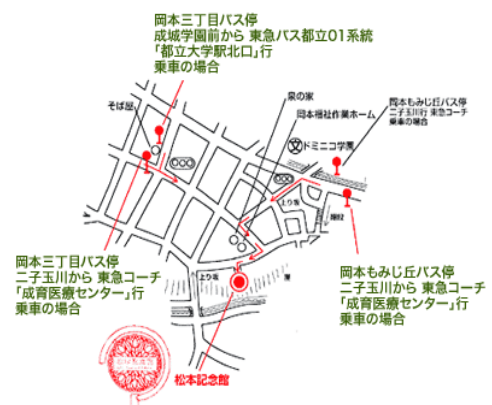 岡本三丁目バス停
成城学園前から 東急バス都立01系統
「都立大学駅北口」行
乗車の場合
そば屋
泉の家
岡本福祉作業ホーム
岡本もみじ丘バス停
二子玉川行 東急コーチ
乗車の場合
文
ドミニコ学園
上り坂
岡本三丁目バス停
二子玉川から 東急コーチ
「成育医療センター」行
乗車の場合
上り坂
岡本もみじ丘バス停
二子玉川から 東急コーチ
「成育医療センター」行
乗車の場合
松本記念館